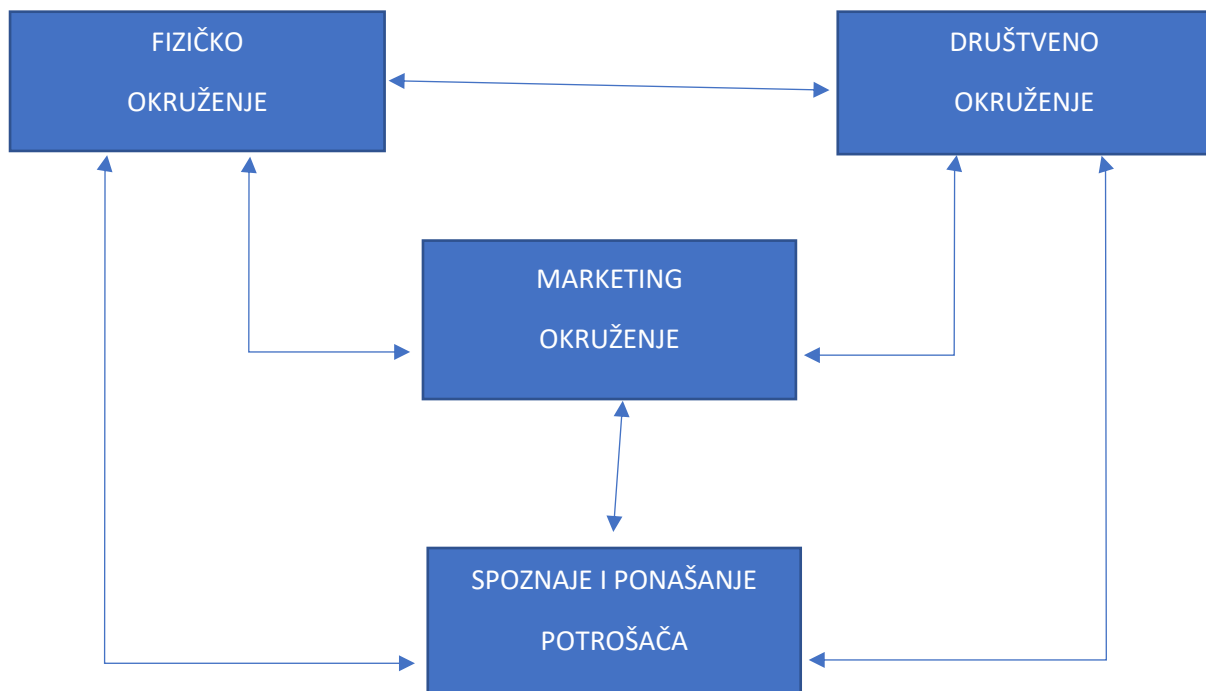 FIZIČKO
OKRUŽENJE
DRUŠTVENO
OKRUŽENJE
MARKETING
OKRUŽENJE
SPOZNAJE I PONAŠANJE
POTROŠAČA